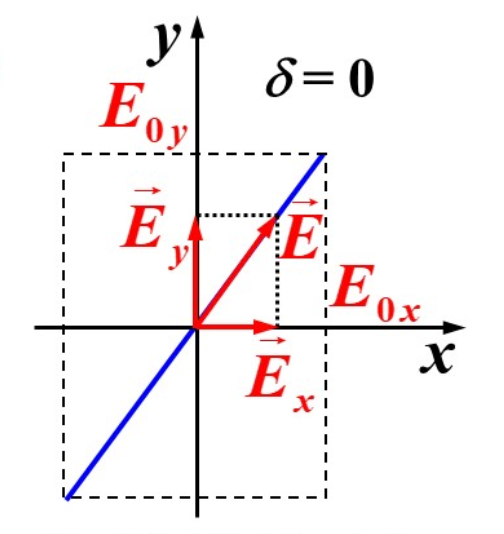 y
δ = 0
E₀y
E⃗y
E⃗
E₀x
x
E⃗x